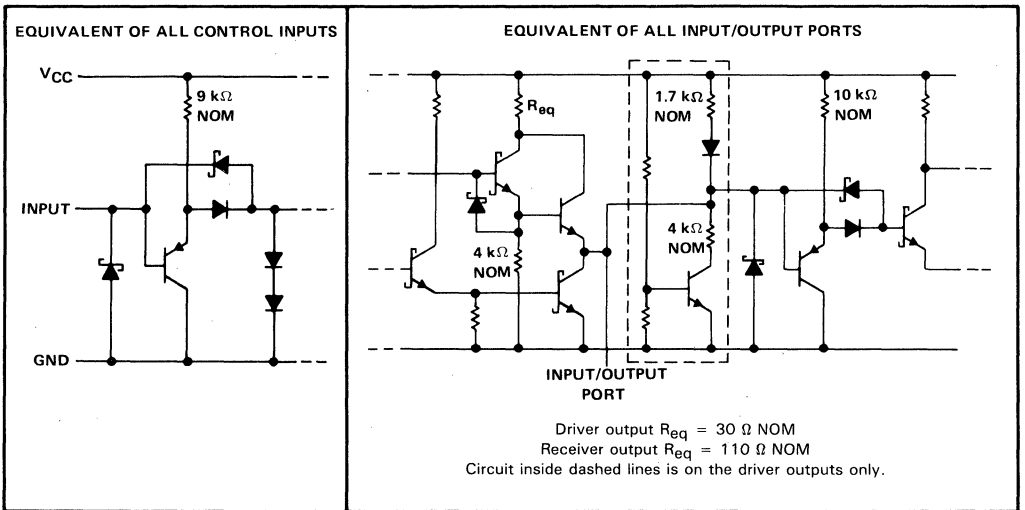 EQUIVALENT OF ALL CONTROL INPUTS
VCC
9 kΩ
NOM
INPUT
GND
EQUIVALENT OF ALL INPUT/OUTPUT PORTS
Req
1.7 kΩ
NOM
10 kΩ
NOM
4 kΩ
NOM
4 kΩ
NOM
INPUT/OUTPUT
PORT
Driver output Req = 30 Ω NOM
Receiver output Req = 110 Ω NOM
Circuit inside dashed lines is on the driver outputs only.